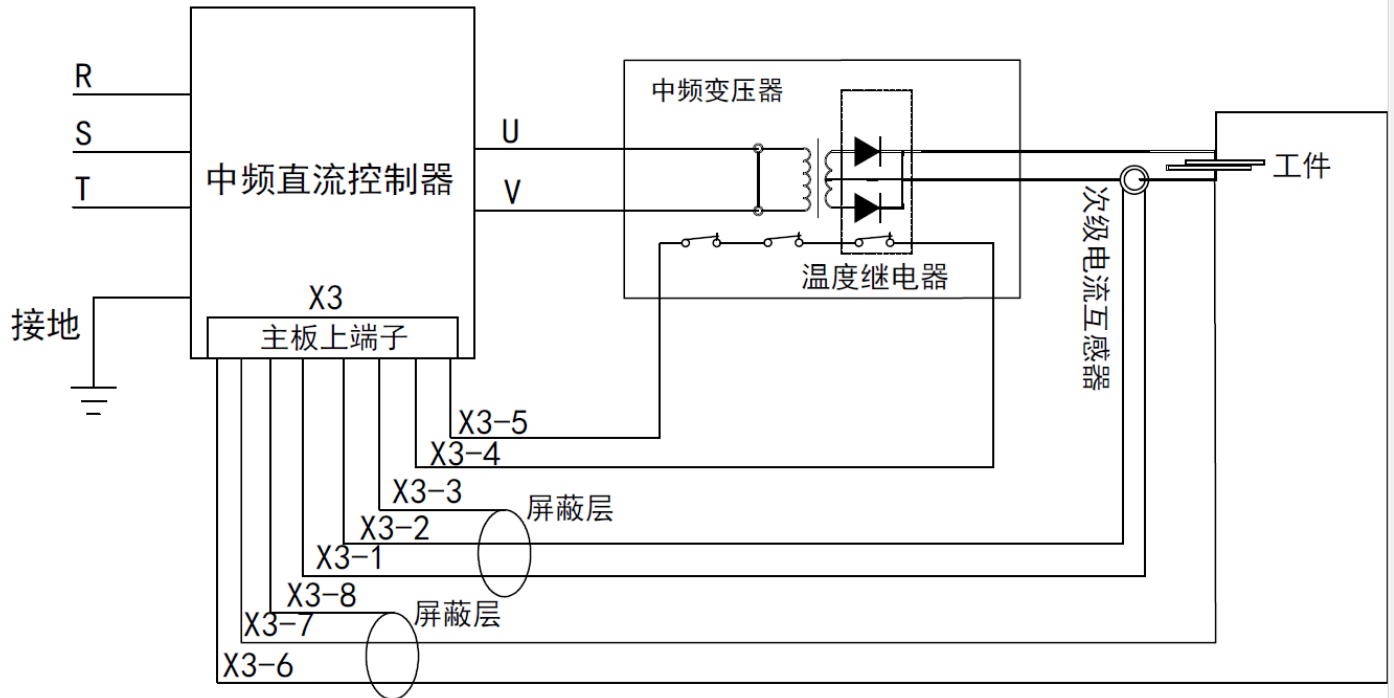 R
S
T
中频直流控制器
接地
X3
主板上端子
U
V
中频变压器
温度继电器
次级电流互感器
工件
X3-5
X3-4
X3-3
屏蔽层
X3-2
X3-1
X3-8
屏蔽层
X3-7
X3-6